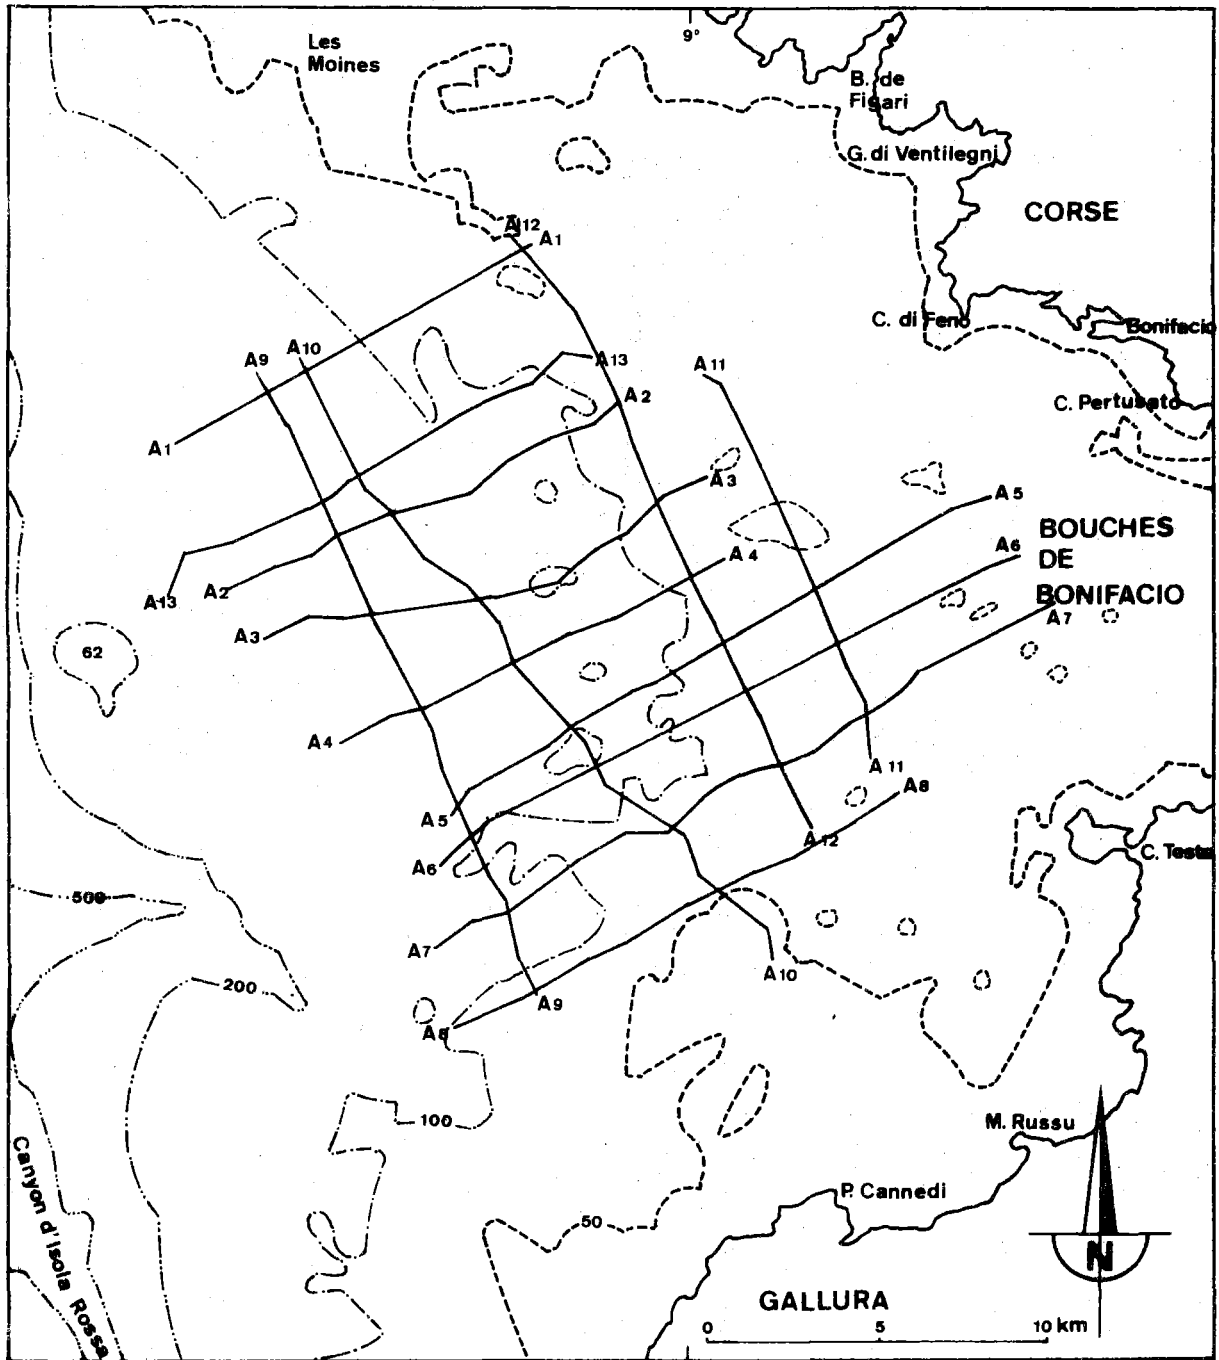 Les
Moines
9°
B. de
Figari
G. di Ventilegni
CORSE
A12
A1
C. di Feno
Bonifacio
A9
A10
A13
A11
A2
C. Pertusato
A1
A3
A5
BOUCHES
DE
BONIFACIO
A4
A6
A13
A2
A7
A3
62
A4
A11
A8
A5
A12
C. Testa
A6
500
A7
A10
200
A9
A8
100
M. Russu
Canyon d'Isola Rossa
P. Cannedi
50
N
GALLURA
0 5 10 km